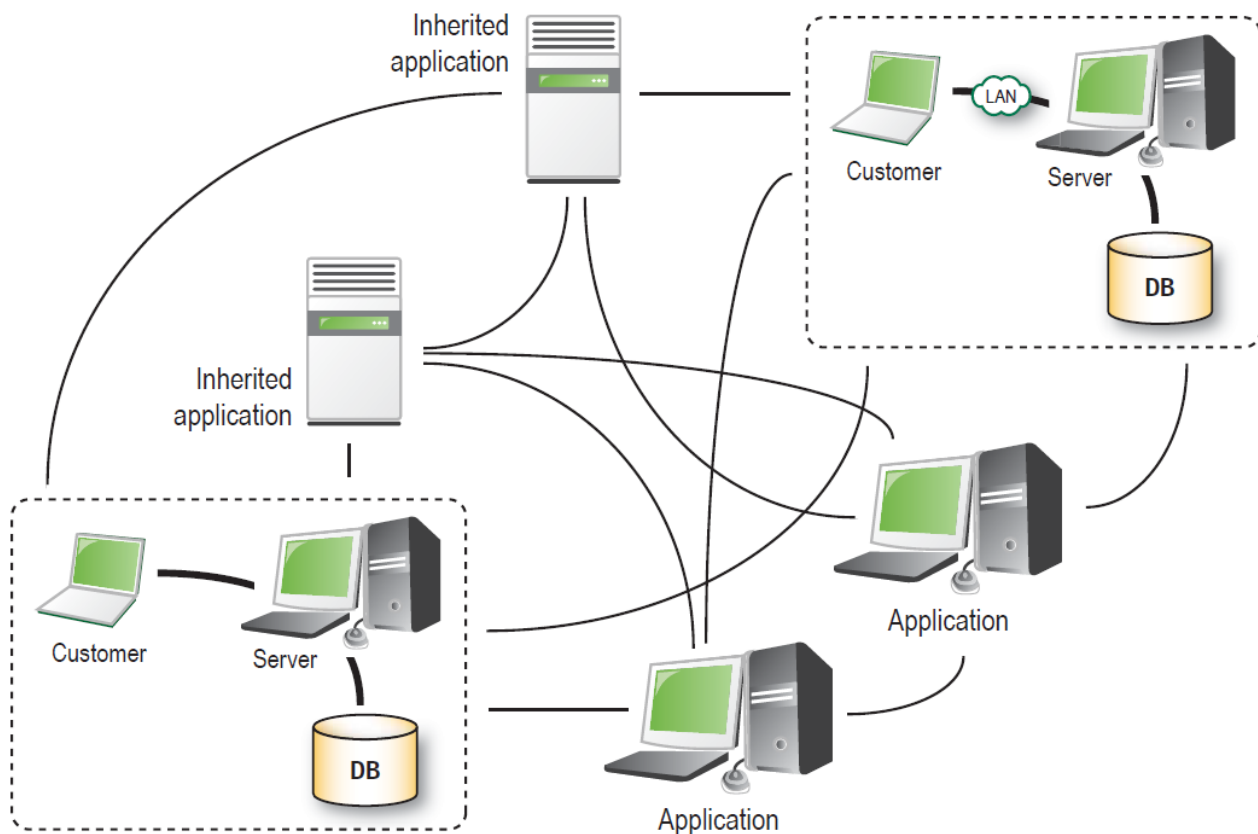 Inherited
application
LAN
Customer
Server
DB
Inherited
application
Customer
Server
DB
Application
Application